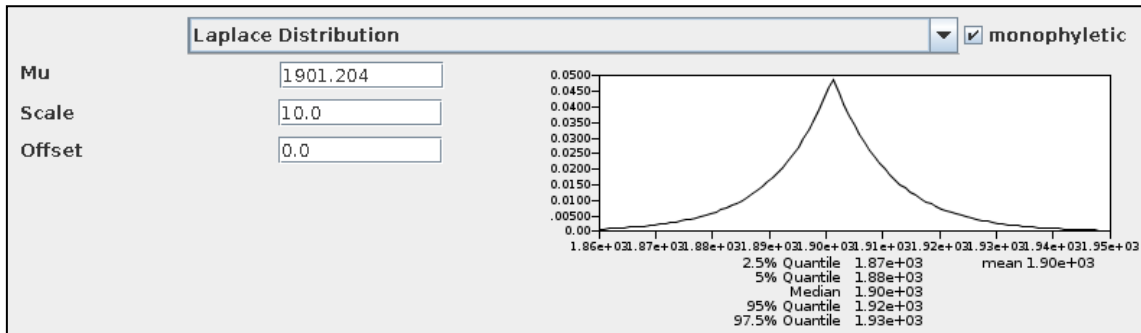 Laplace Distribution
monophyletic
Mu
1901.204
Scale
10.0
Offset
0.0
0.0500
0.0450
0.0400
0.0350
0.0300
0.0250
0.0200
0.0150
0.0100
.00500
0.00
1.86e+03 1.87e+03 1.88e+03 1.89e+03 1.90e+03 1.91e+03 1.92e+03 1.93e+03 1.94e+03 1.95e+03
2.5% Quantile 1.87e+03 mean 1.90e+03
5% Quantile 1.88e+03
Median 1.90e+03
95% Quantile 1.92e+03
97.5% Quantile 1.93e+03